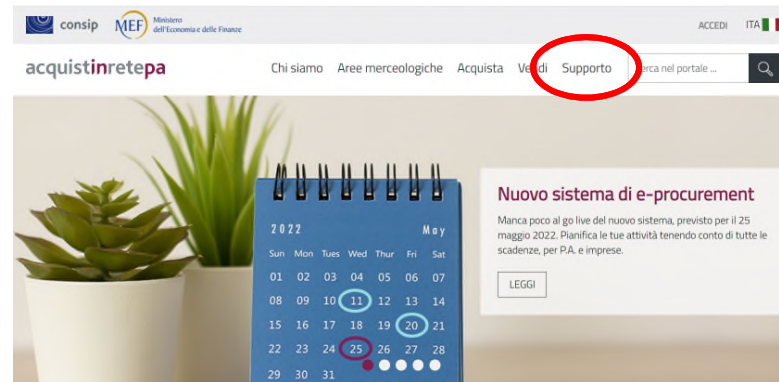 consip MEF Ministero
dell'Economia e delle Finanze
ACCEDI ITA
acquistinretepa
Chi siamo Aree merceologiche Acquista Supporto nel portale ...
Nuovo sistema di e-procurement
Manca poco al go live del nuovo sistema, previsto per il 25
maggio 2022. Pianifica le tue attività tenendo conto di tutte le
scadenze, per P.A. e imprese.
LEGGI
2022 May
Sun Mon Tues Wed Thur Fri Sat
01 02 03 04 05 06 07
08 09 10 11 12 13 14
15 16 17 18 19 20 21
22 23 24 25 26 27 28
29 30 31